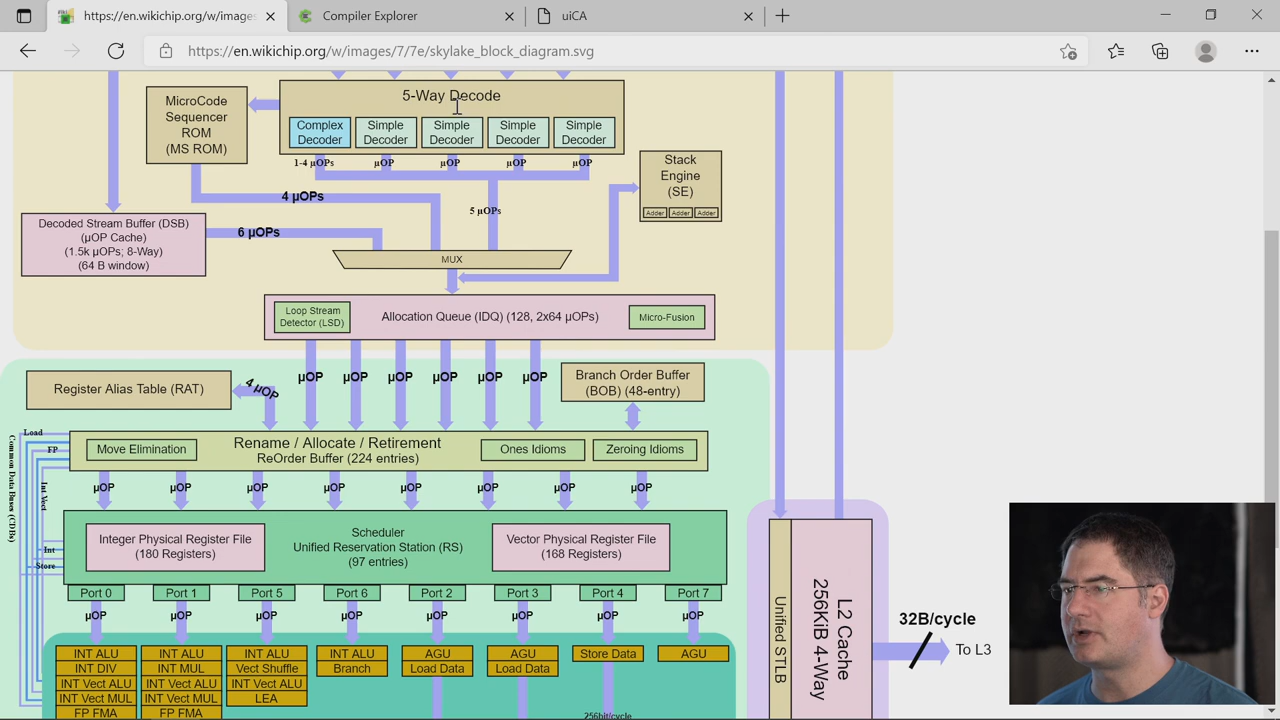 https://en.wikichip.org/w/images
Compiler Explorer
uiCA
https://en.wikichip.org/w/images/7/7e/skylake_block_diagram.svg
5-Way Decode
MicroCode
Sequencer
ROM
(MS ROM)
Complex
Decoder
Simple
Decoder
Simple
Decoder
Simple
Decoder
Simple
Decoder
1-4 µOPs
µOP
µOP
µOP
µOP
Stack
Engine
(SE)
Adder
Adder
Adder
4 µOPs
5 µOPs
Decoded Stream Buffer (DSB)
(µOP Cache)
(1.5k µOPs; 8-Way)
(64 B window)
6 µOPs
MUX
Loop Stream
Detector (LSD)
Allocation Queue (IDQ) (128, 2x64 µOPs)
Micro-Fusion
µOP
µOP
µOP
µOP
µOP
µOP
Register Alias Table (RAT)
4 µOP
Branch Order Buffer
(BOB) (48-entry)
Common Data Buses (CDBs)
Load
FP
Int Vect
Int
Store
Move Elimination
Rename / Allocate / Retirement
ReOrder Buffer (224 entries)
Ones Idioms
Zeroing Idioms
µOP
µOP
µOP
µOP
µOP
µOP
µOP
µOP
Integer Physical Register File
(180 Registers)
Scheduler
Unified Reservation Station (RS)
(97 entries)
Vector Physical Register File
(168 Registers)
Port 0
Port 1
Port 5
Port 6
Port 2
Port 3
Port 4
Port 7
µOP
µOP
µOP
µOP
µOP
µOP
µOP
µOP
INT ALU
INT DIV
INT Vect ALU
INT Vect MUL
FP FMA
INT ALU
INT MUL
INT Vect ALU
INT Vect MUL
FP FMA
INT ALU
Vect Shuffle
INT Vect ALU
LEA
INT ALU
Branch
AGU
Load Data
AGU
Load Data
Store Data
AGU
256bit/cycle
Unified STLB
L2 Cache
256KiB 4-Way
32B/cycle
To L3